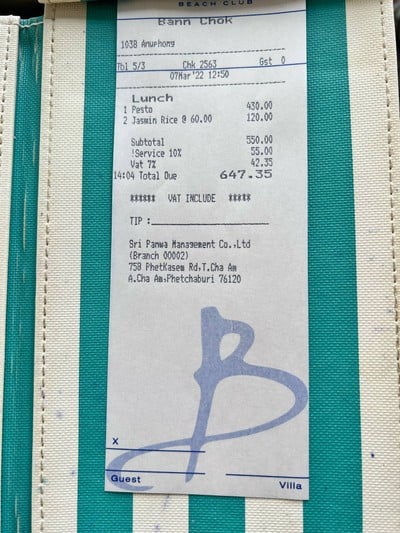 BEACH CLUB
Bann Chok
1038 Anuphong
Tbl 5/3 Chk 2563 Gst 0
07Mar'22 12:50
Lunch
1 Pesto 430.00
2 Jasmin Rice @ 60.00 120.00
Subtotal 550.00
!Service 10% 55.00
Vat 7% 42.35
14:04 Total Due 647.35
****** VAT INCLUDE *****
TIP :
Sri Panwa Management Co.,Ltd
(Branch 00002)
758 PhetKasem Rd,T.Cha Am
A.Cha Am,Phetchaburi 76120
B
X
Guest Villa